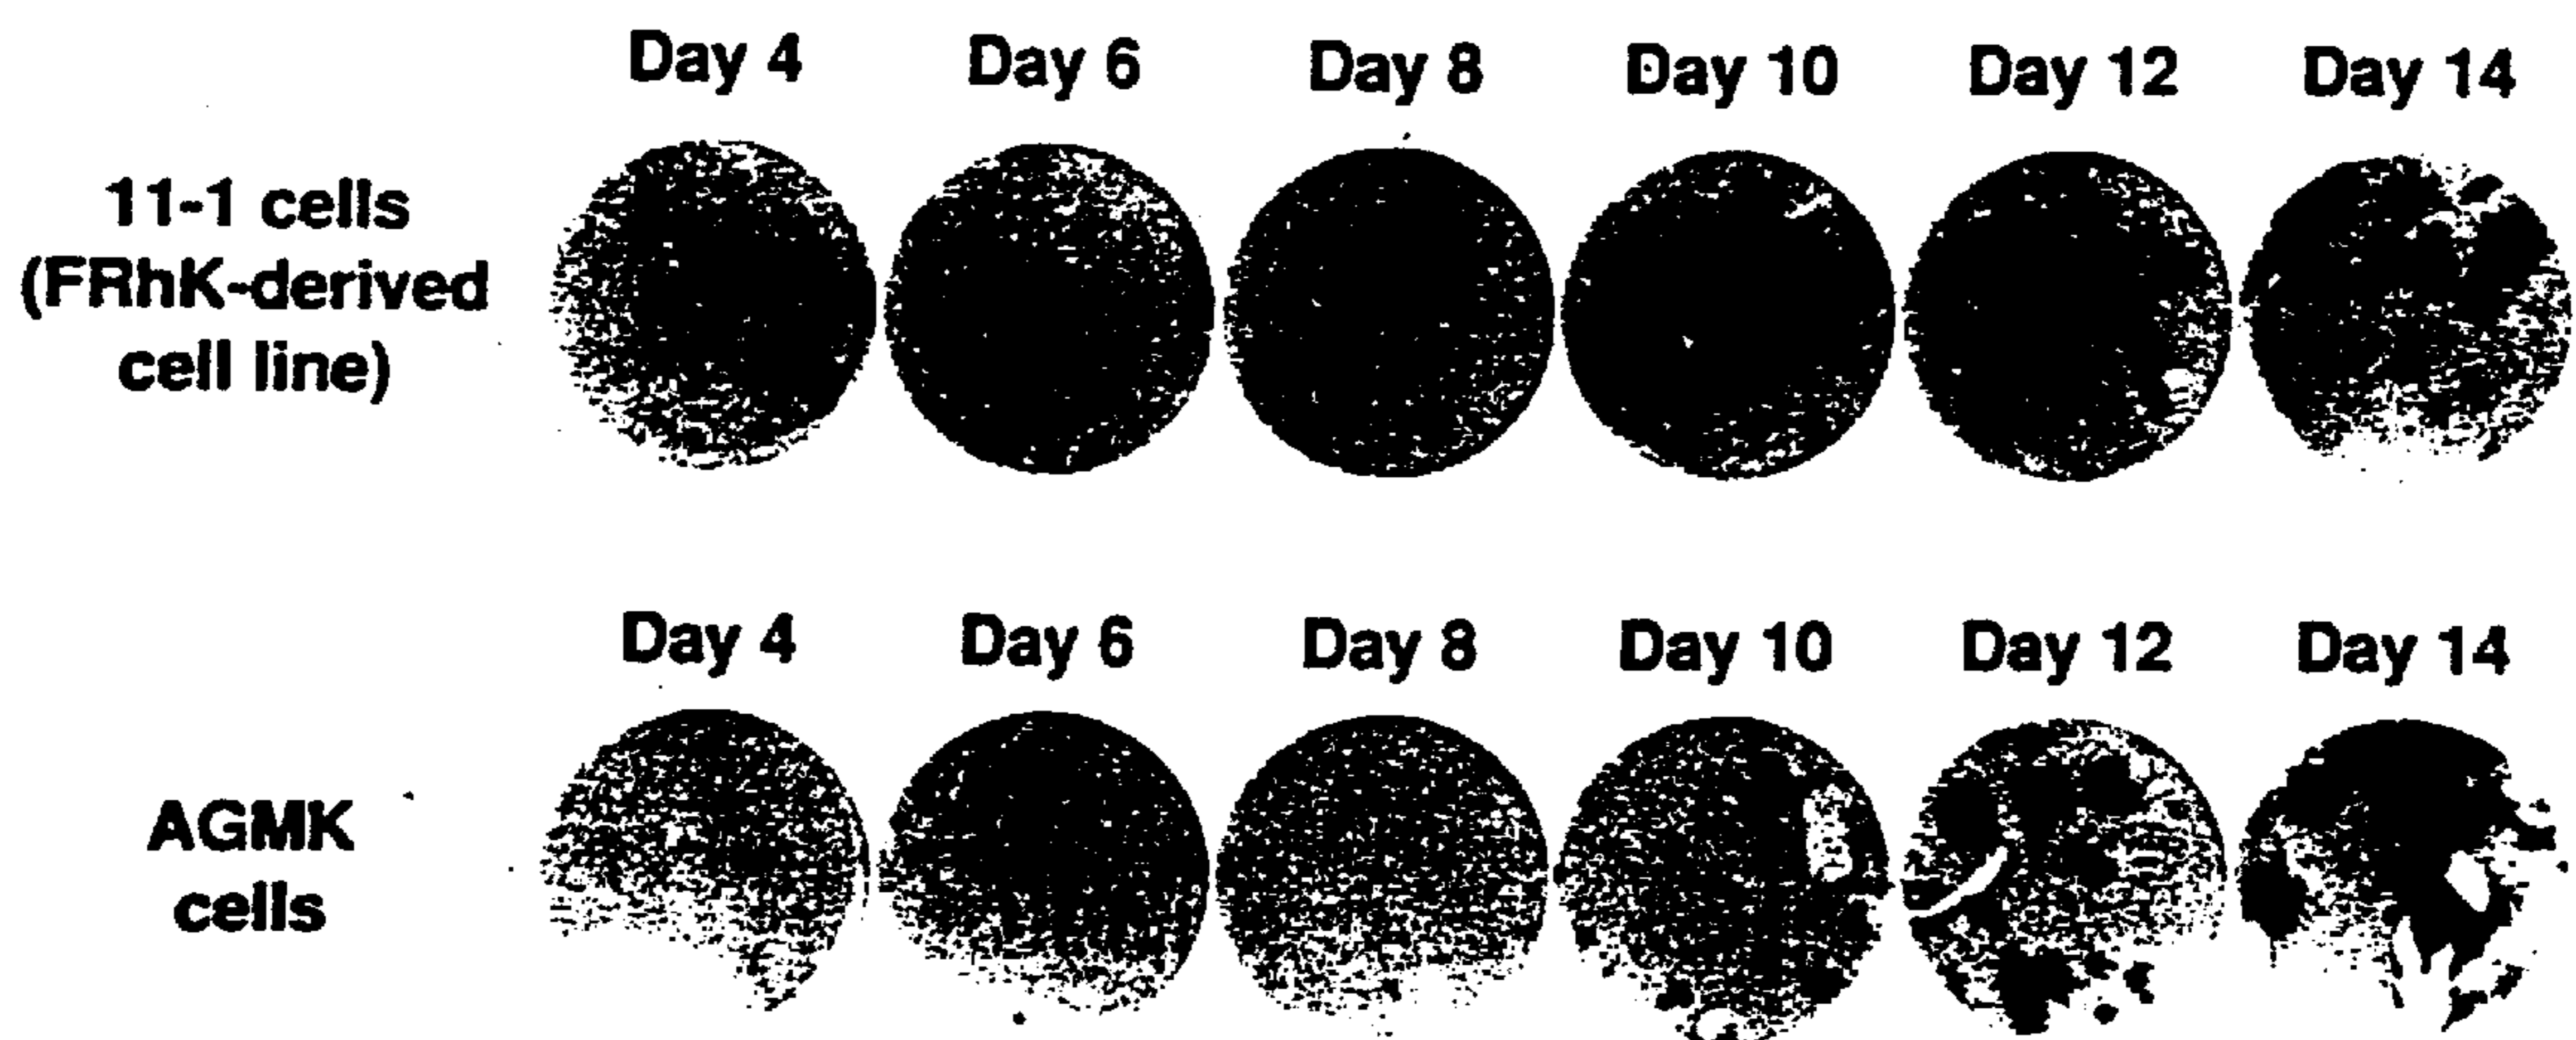 Day 4 Day 6 Day 8 Day 10 Day 12 Day 14
11-1 cells
(FRhK-derived
cell line)
Day 4 Day 6 Day 8 Day 10 Day 12 Day 14
AGMK
cells